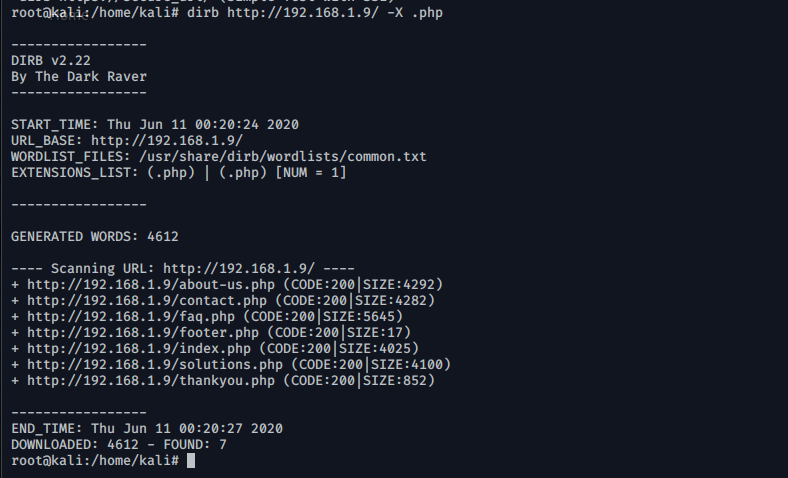 root@kali:/home/kali# dirb http://192.168.1.9/ -X .php
-----------------
DIRB v2.22
By The Dark Raver
-----------------
START_TIME: Thu Jun 11 00:20:24 2020
URL_BASE: http://192.168.1.9/
WORDLIST_FILES: /usr/share/dirb/wordlists/common.txt
EXTENSIONS_LIST: (.php) | (.php) [NUM = 1]
-----------------
GENERATED WORDS: 4612
---- Scanning URL: http://192.168.1.9/ ----
+ http://192.168.1.9/about-us.php (CODE:200|SIZE:4292)
+ http://192.168.1.9/contact.php (CODE:200|SIZE:4282)
+ http://192.168.1.9/faq.php (CODE:200|SIZE:5645)
+ http://192.168.1.9/footer.php (CODE:200|SIZE:17)
+ http://192.168.1.9/index.php (CODE:200|SIZE:4025)
+ http://192.168.1.9/solutions.php (CODE:200|SIZE:4100)
+ http://192.168.1.9/thankyou.php (CODE:200|SIZE:852)
-----------------
END_TIME: Thu Jun 11 00:20:27 2020
DOWNLOADED: 4612 - FOUND: 7
root@kali:/home/kali#